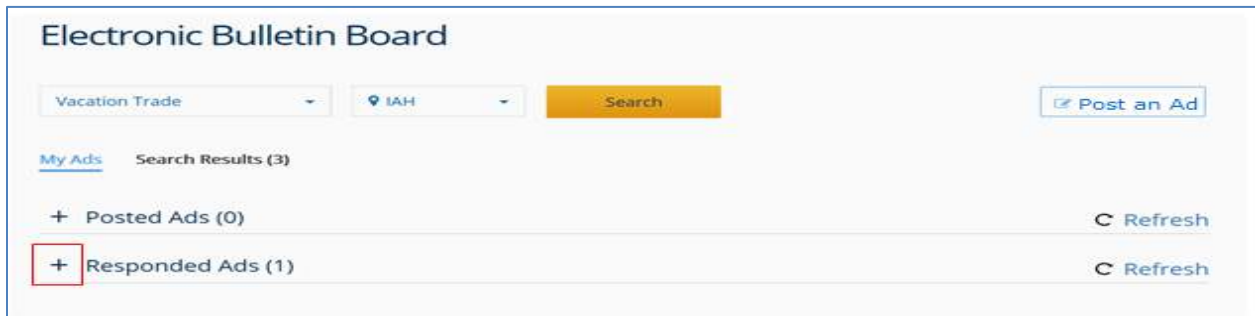 Electronic Bulletin Board
Vacation Trade IAH Search Post an Ad
My Ads Search Results (3)
+ Posted Ads (0) Refresh
+ Responded Ads (1) Refresh